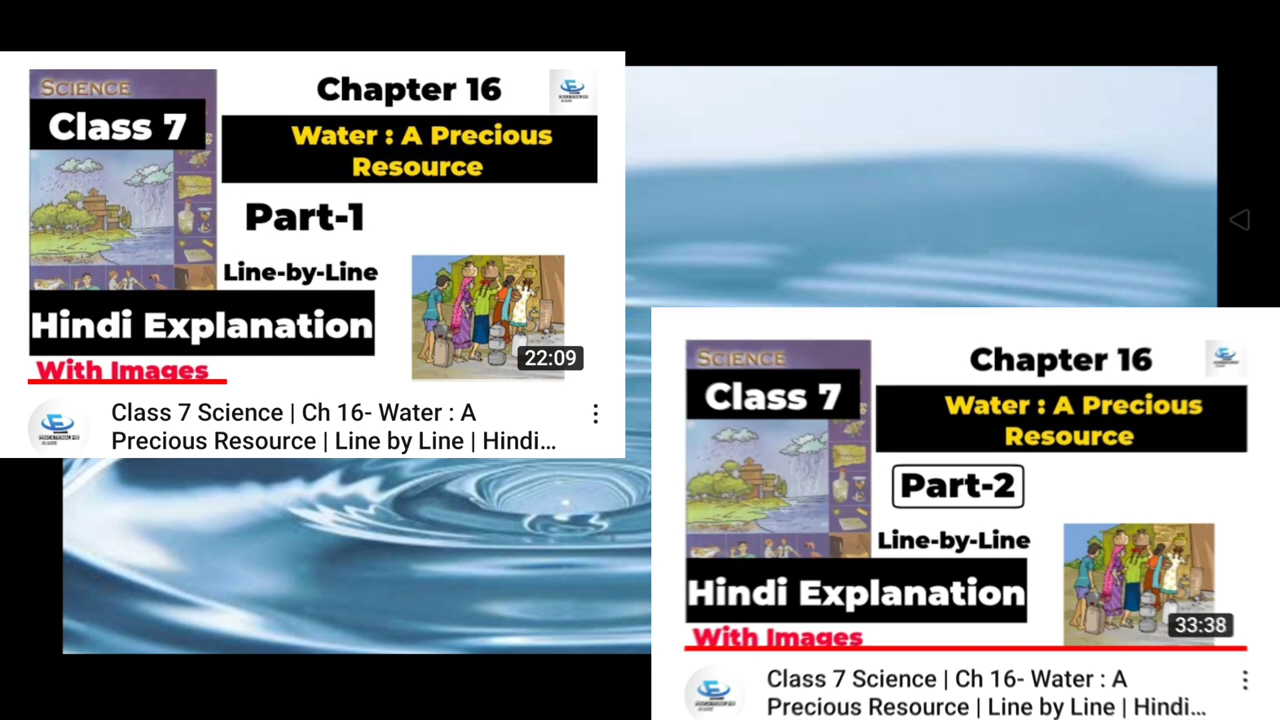 SCIENCE
Class 7
Chapter 16
Water : A Precious
Resource
Part-1
Line-by-Line
Hindi Explanation
With Images
22:09
Class 7 Science | Ch 16- Water : A
Precious Resource | Line by Line | Hindi...
SCIENCE
Class 7
Chapter 16
Water : A Precious
Resource
Part-2
Line-by-Line
Hindi Explanation
With Images
33:38
Class 7 Science | Ch 16- Water : A
Precious Resource | Line by Line | Hindi...